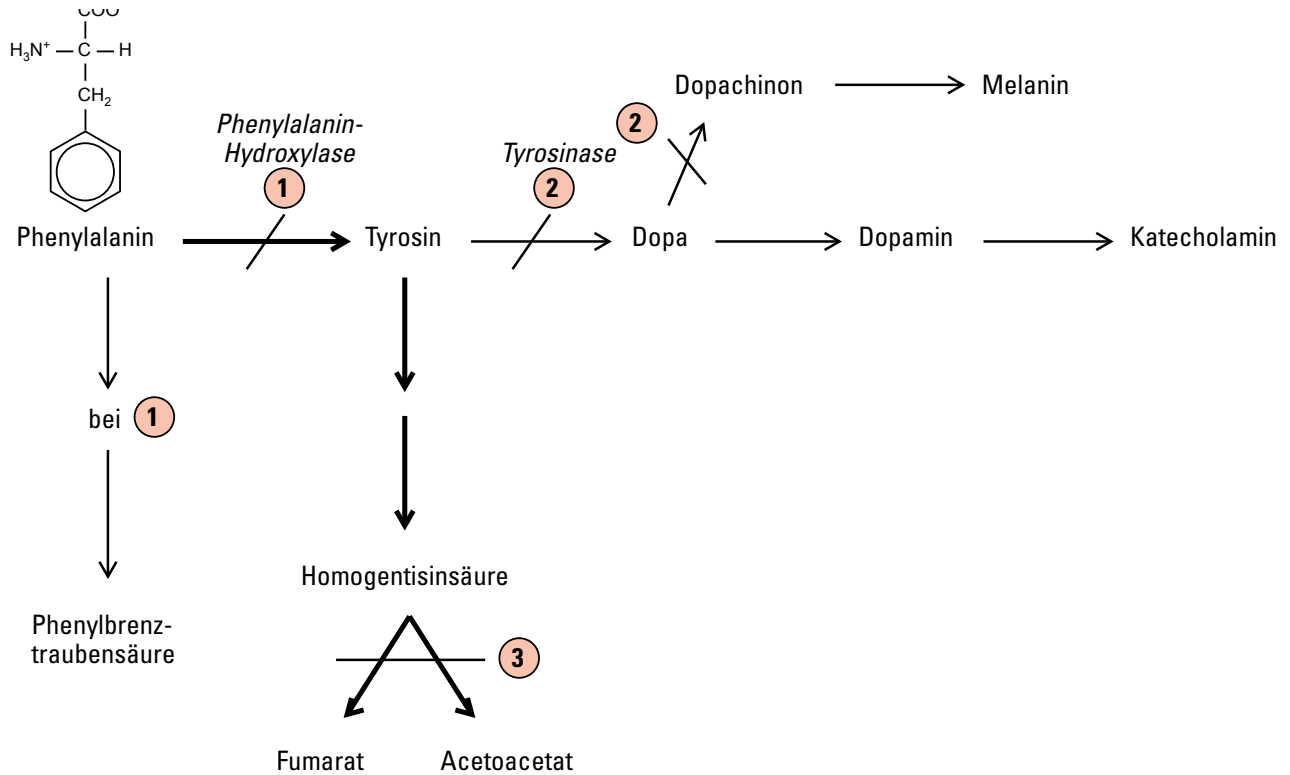 COO
H₃N⁺ — C — H
CH₂
Dopachinon
Melanin
2
Phenylalanin-
Hydroxylase
Tyrosinase
1
2
Phenylalanin
Tyrosin
Dopa
Dopamin
Katecholamin
bei 1
Homogentisinsäure
Phenylbrenz-
traubensäure
3
Fumarat
Acetoacetat